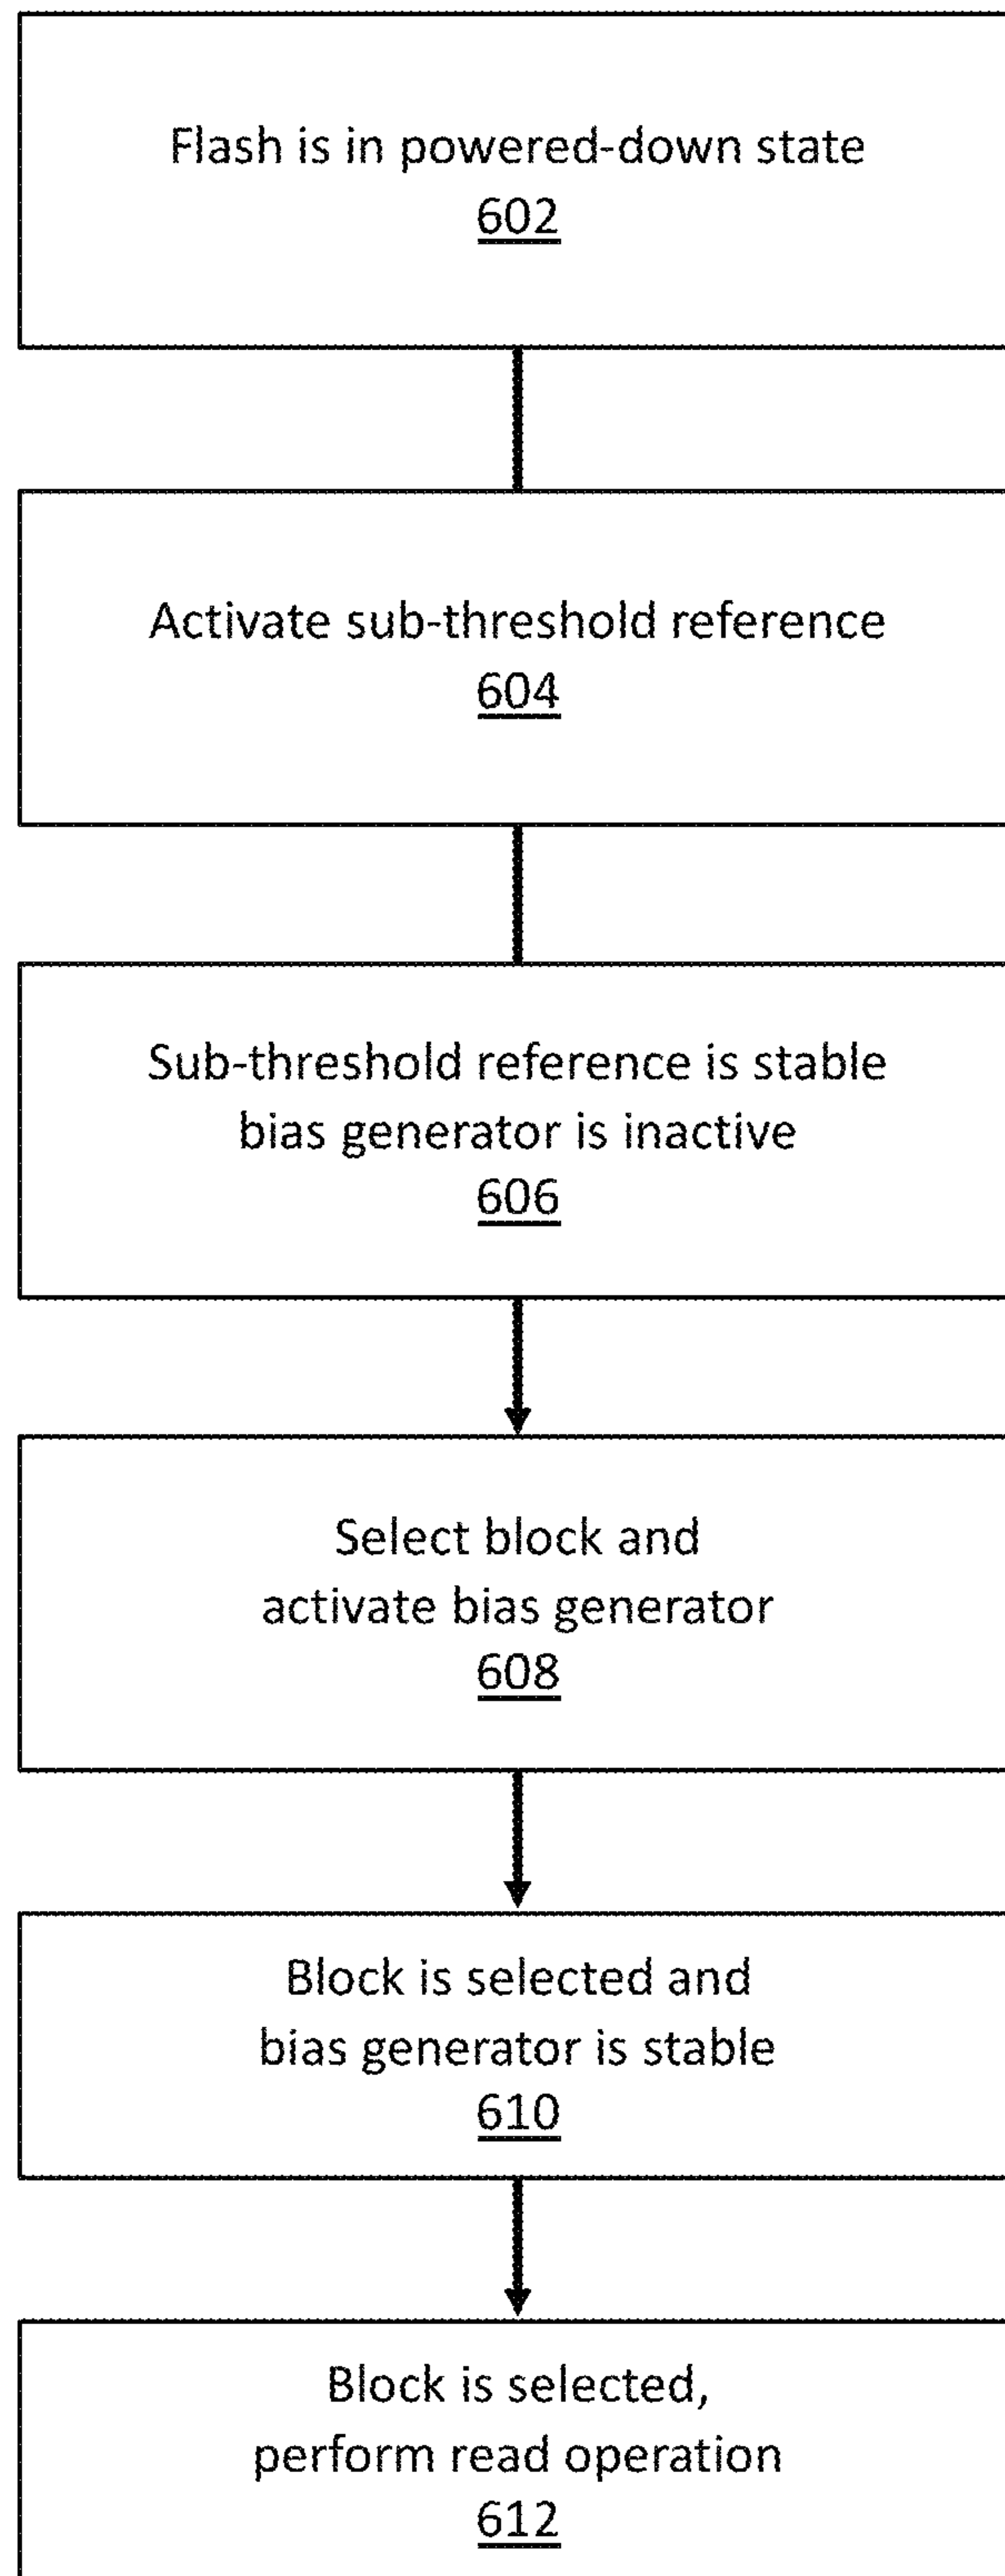 Flash is in powered-down state
602
Activate sub-threshold reference
604
Sub-threshold reference is stable
bias generator is inactive
606
Select block and
activate bias generator
608
Block is selected and
bias generator is stable
610
Block is selected,
perform read operation
612